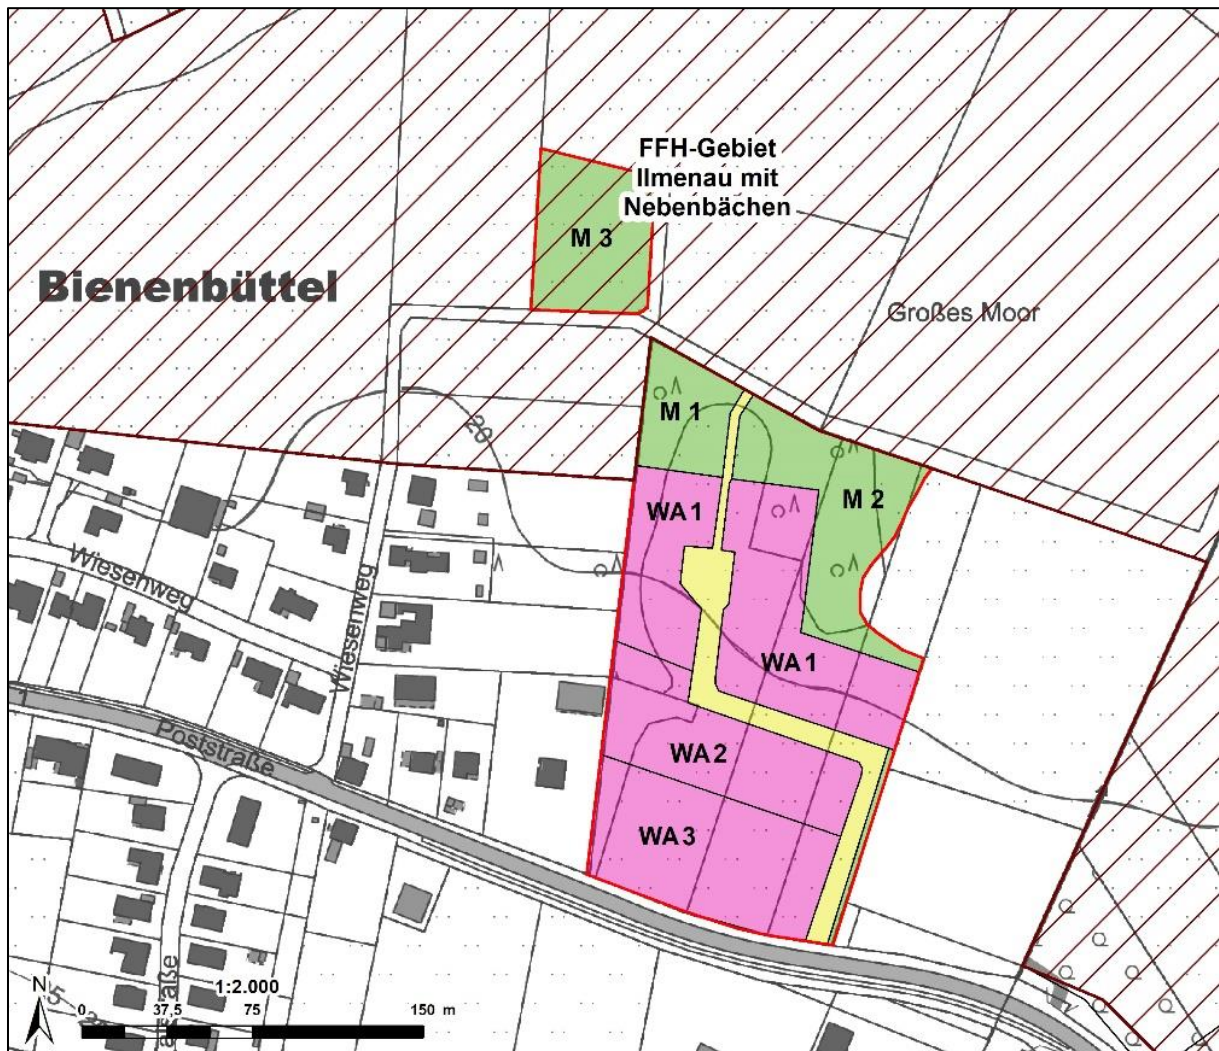 FFH-Gebiet
Ilmenau mit
Nebenbächen
M 3
Bienenbüttel
Großes Moor
M 1
20
M 2
WA 1
Wiesenweg
Wiesenweg
WA 1
1
Poststraße
WA 2
WA 3
N
1:2.000
0 37,5 75 150 m